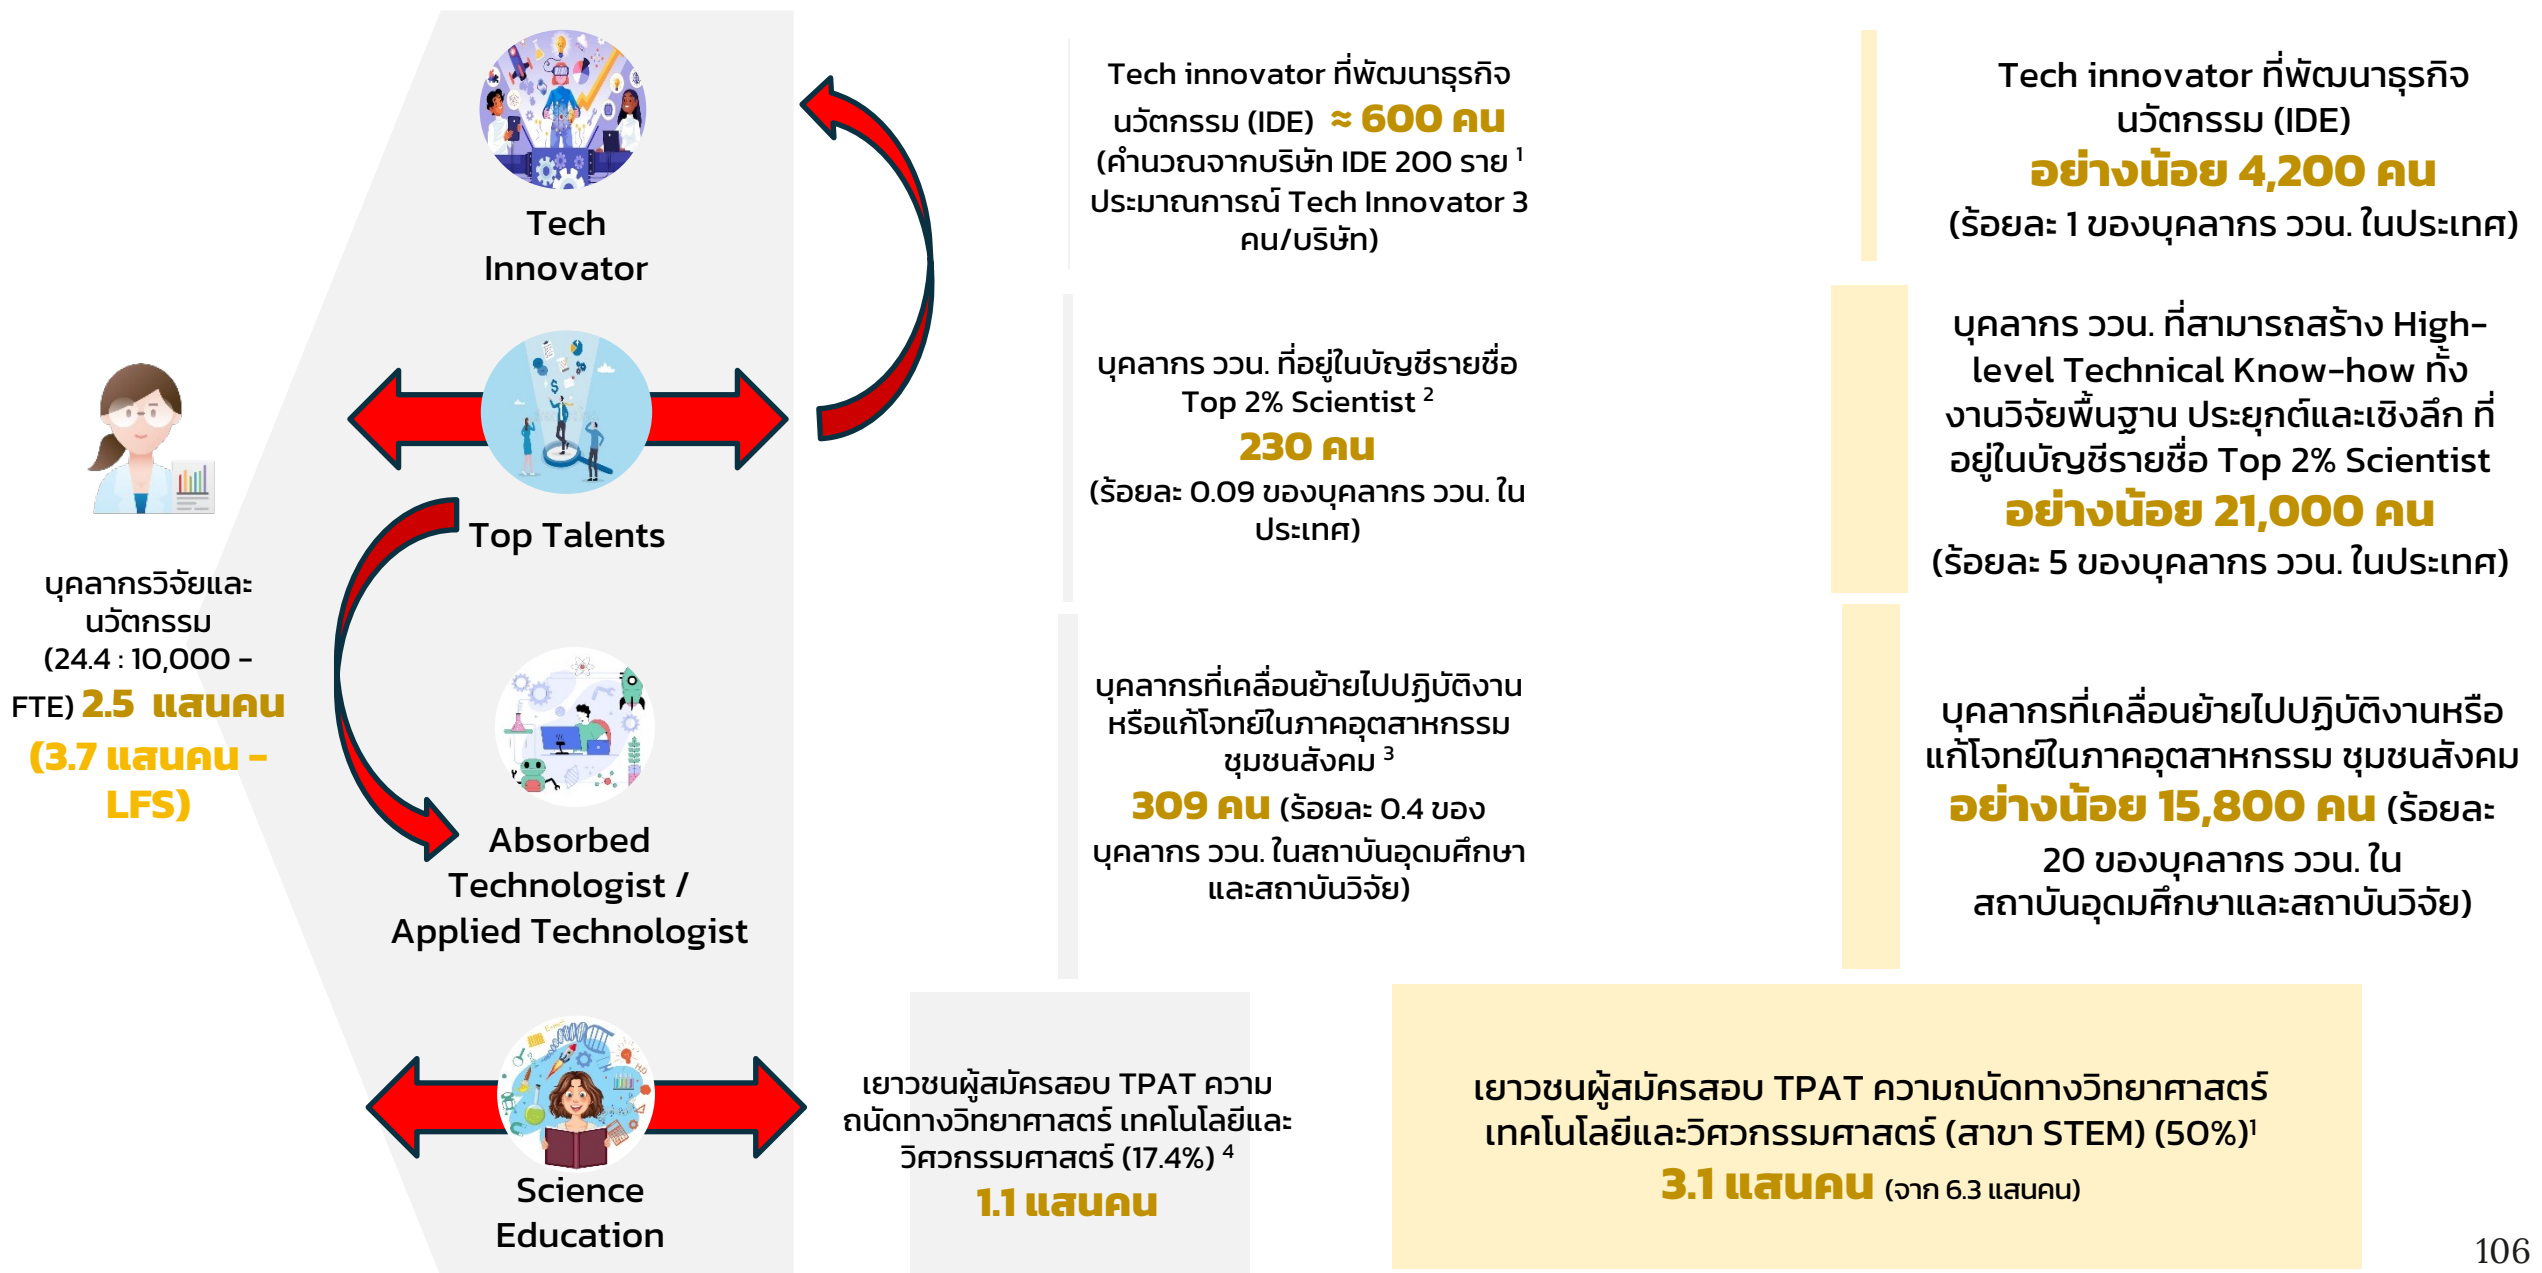 Tech
Innovator
Tech innovator ที่พัฒนาธุรกิจ
นวัตกรรม (IDE) ≈ 600 คน
(คำนวณจากบริษัท IDE 200 ราย 1
ประมาณการณ์ Tech Innovator 3
คน/บริษัท)
Tech innovator ที่พัฒนาธุรกิจ
นวัตกรรม (IDE)
อย่างน้อย 4,200 คน
(ร้อยละ 1 ของบุคลากร ววน. ในประเทศ)
บุคลากรวิจัยและ
นวัตกรรม
(24.4 : 10,000 –
FTE) 2.5 แสนคน
(3.7 แสนคน –
LFS)
Top Talents
บุคลากร ววน. ที่อยู่ในบัญชีรายชื่อ
Top 2% Scientist 2
230 คน
(ร้อยละ 0.09 ของบุคลากร ววน. ใน
ประเทศ)
บุคลากร ววน. ที่สามารถสร้าง High-
level Technical Know-how ทั้ง
งานวิจัยพื้นฐาน ประยุกต์และเชิงลึก ที่
อยู่ในบัญชีรายชื่อ Top 2% Scientist
อย่างน้อย 21,000 คน
(ร้อยละ 5 ของบุคลากร ววน. ในประเทศ)
Absorbed
Technologist /
Applied Technologist
บุคลากรที่เคลื่อนย้ายไปปฏิบัติงาน
หรือแก้โจทย์ในภาคอุตสาหกรรม
ชุมชนสังคม 3
309 คน (ร้อยละ 0.4 ของ
บุคลากร ววน. ในสถาบันอุดมศึกษา
และสถาบันวิจัย)
บุคลากรที่เคลื่อนย้ายไปปฏิบัติงานหรือ
แก้โจทย์ในภาคอุตสาหกรรม ชุมชนสังคม
อย่างน้อย 15,800 คน (ร้อยละ
20 ของบุคลากร ววน. ใน
สถาบันอุดมศึกษาและสถาบันวิจัย)
Science
Education
เยาวชนผู้สมัครสอบ TPAT ความ
ถนัดทางวิทยาศาสตร์ เทคโนโลยีและ
วิศวกรรมศาสตร์ (17.4%) 4
1.1 แสนคน
เยาวชนผู้สมัครสอบ TPAT ความถนัดทางวิทยาศาสตร์
เทคโนโลยีและวิศวกรรมศาสตร์ (สาขา STEM) (50%)1
3.1 แสนคน (จาก 6.3 แสนคน)
106